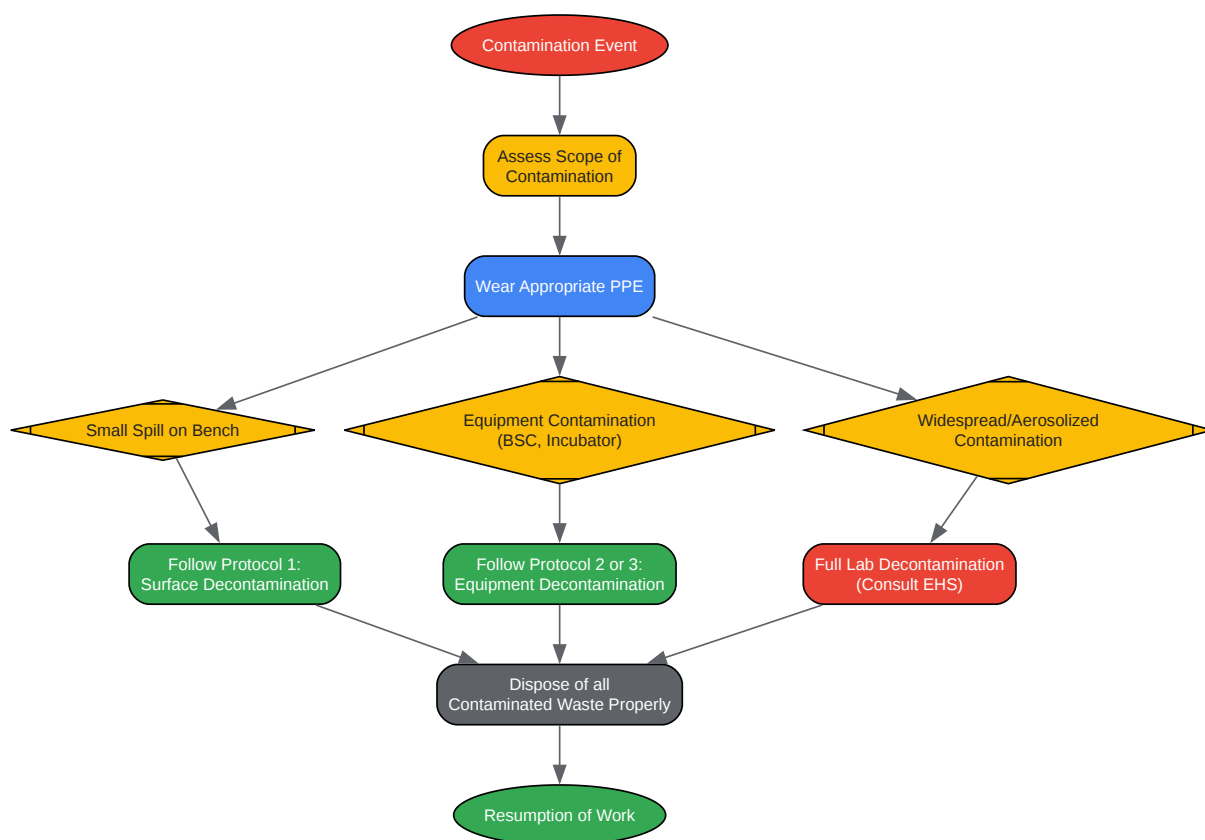 Contamination Event
Assess Scope of
Contamination
Wear Appropriate PPE
Small Spill on Bench
Equipment Contamination
(BSC, Incubator)
Widespread/Aerosolized
Contamination
Follow Protocol 1:
Surface Decontamination
Follow Protocol 2 or 3:
Equipment Decontamination
Full Lab Decontamination
(Consult EHS)
Dispose of all
Contaminated Waste Properly
Resumption of Work